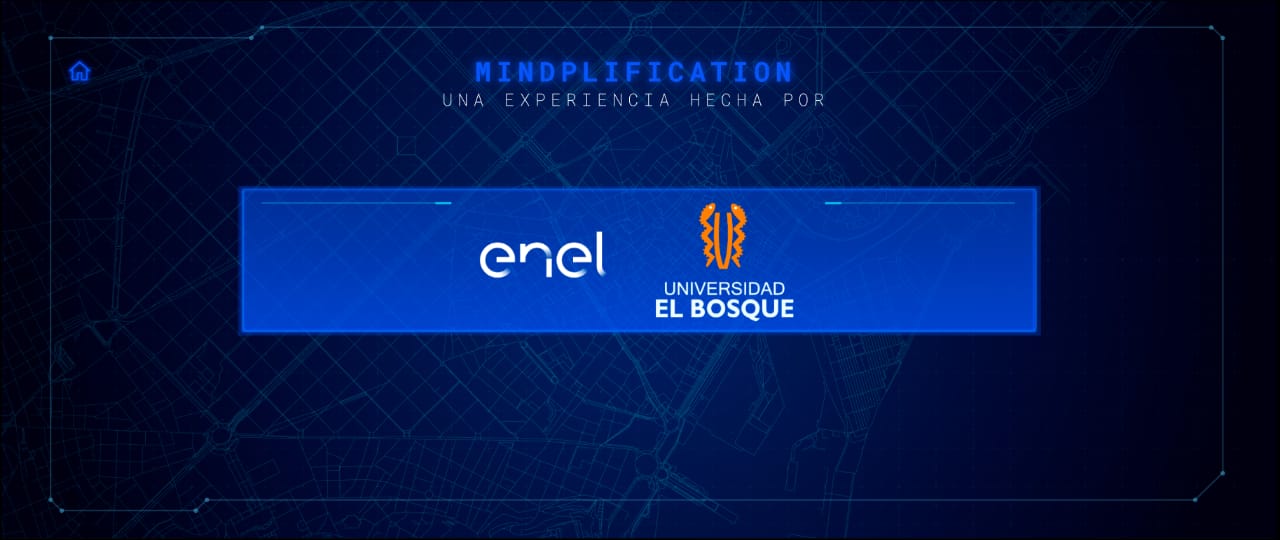 MINDPLIFICATION
UNA EXPERIENCIA HECHA POR
enel
UNIVERSIDAD
EL BOSQUE